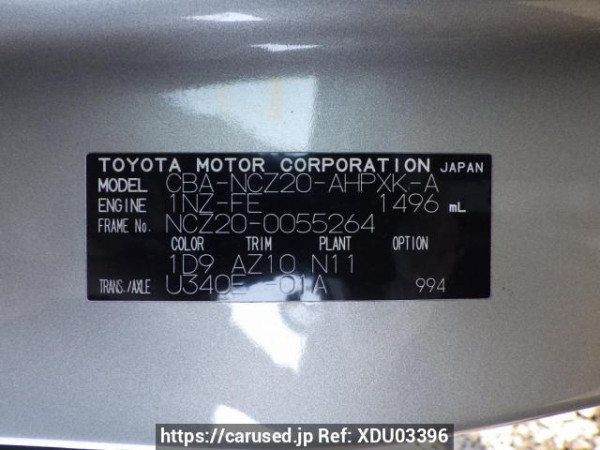 TOYOTA MOTOR CORPORATION JAPAN
MODEL CBA-NCZ20-AHPXK-A
ENGINE 1NZ-FE 1496 mL
FRAME No. NCZ20-0055264
COLOR TRIM PLANT OPTION
1D9 AZ10 N11
TRANS./AXLE U340E -01A 994
https://carused.jp Ref: XDU03396